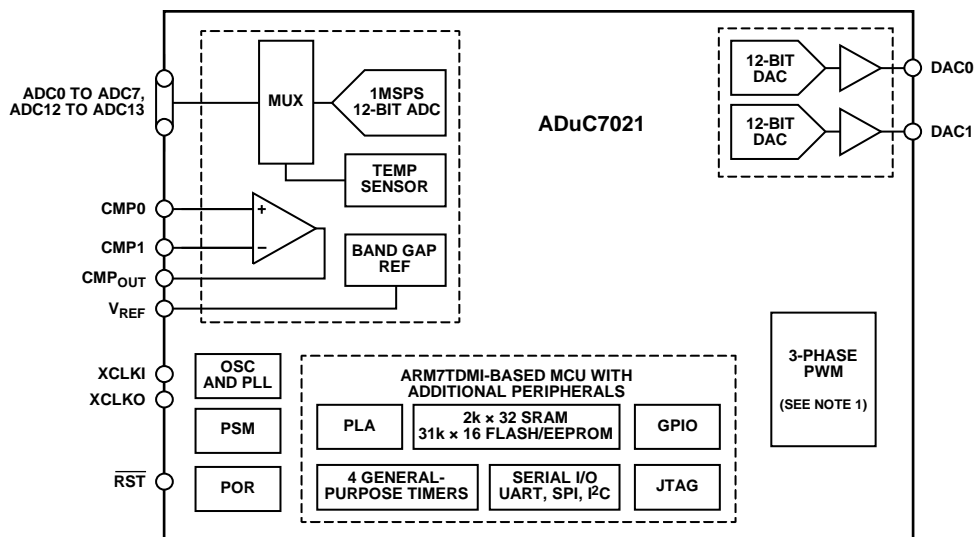 ADC0 TO ADC7,
ADC12 TO ADC13
MUX
1MSPS
12-BIT ADC
TEMP
SENSOR
CMP0
+
CMP1
−
CMPOUT
BAND GAP
REF
VREF
ADuC7021
12-BIT
DAC
DAC0
12-BIT
DAC
DAC1
XCLKI
XCLKO
OSC
AND PLL
PSM
RST
POR
ARM7TDMI-BASED MCU WITH
ADDITIONAL PERIPHERALS
PLA
2k × 32 SRAM
31k × 16 FLASH/EEPROM
GPIO
4 GENERAL-
PURPOSE TIMERS
SERIAL I/O
UART, SPI, I2C
JTAG
3-PHASE
PWM
(SEE NOTE 1)